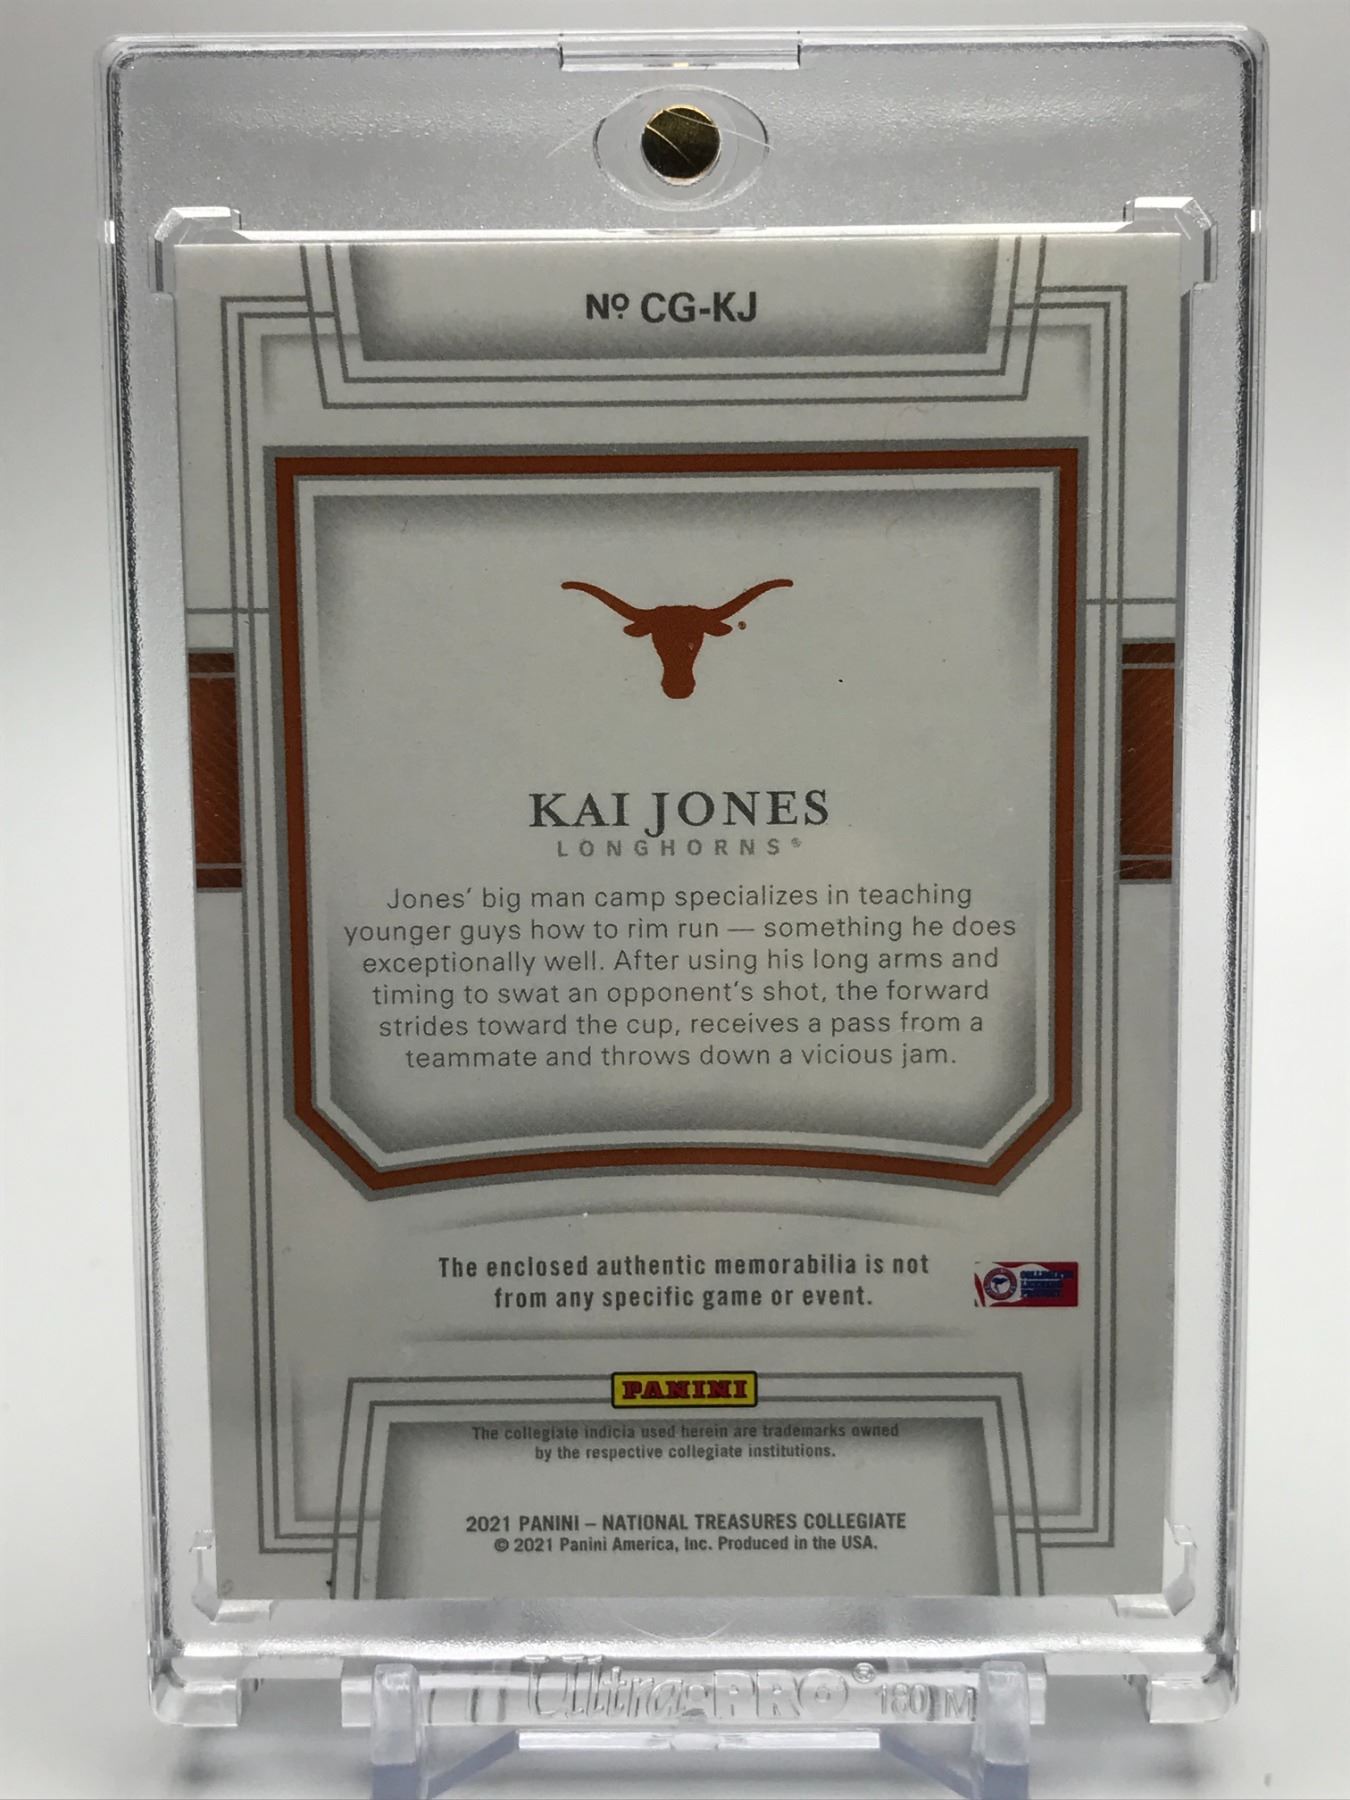 Nº CG-KJ
KAI JONES
LONGHORNS®
Jones' big man camp specializes in teaching
younger guys how to rim run — something he does
exceptionally well. After using his long arms and
timing to swat an opponent's shot, the forward
strides toward the cup, receives a pass from a
teammate and throws down a vicious jam.
The enclosed authentic memorabilia is not
from any specific game or event.
PANINI
The collegiate indicia used herein are trademarks owned
by the respective collegiate institutions.
2021 PANINI – NATIONAL TREASURES COLLEGIATE
© 2021 Panini America, Inc. Produced in the USA.
Ultra PRO® 180 M